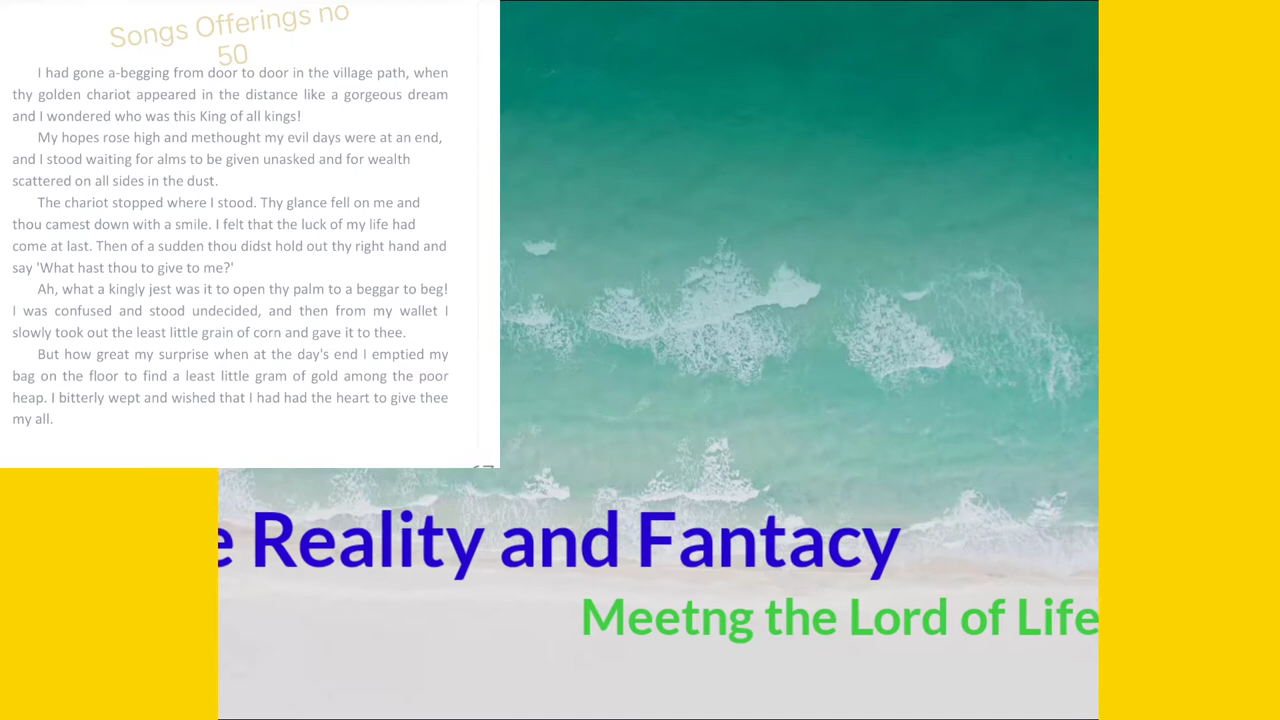 Songs Offerings no
50
I had gone a-begging from door to door in the village path, when
thy golden chariot appeared in the distance like a gorgeous dream
and I wondered who was this King of all kings!
My hopes rose high and methought my evil days were at an end,
and I stood waiting for alms to be given unasked and for wealth
scattered on all sides in the dust.
The chariot stopped where I stood. Thy glance fell on me and
thou camest down with a smile. I felt that the luck of my life had
come at last. Then of a sudden thou didst hold out thy right hand and
say 'What hast thou to give to me?'
Ah, what a kingly jest was it to open thy palm to a beggar to beg!
I was confused and stood undecided, and then from my wallet I
slowly took out the least little grain of corn and gave it to thee.
But how great my surprise when at the day's end I emptied my
bag on the floor to find a least little gram of gold among the poor
heap. I bitterly wept and wished that I had had the heart to give thee
my all.
e Reality and Fantacy
Meetng the Lord of Life